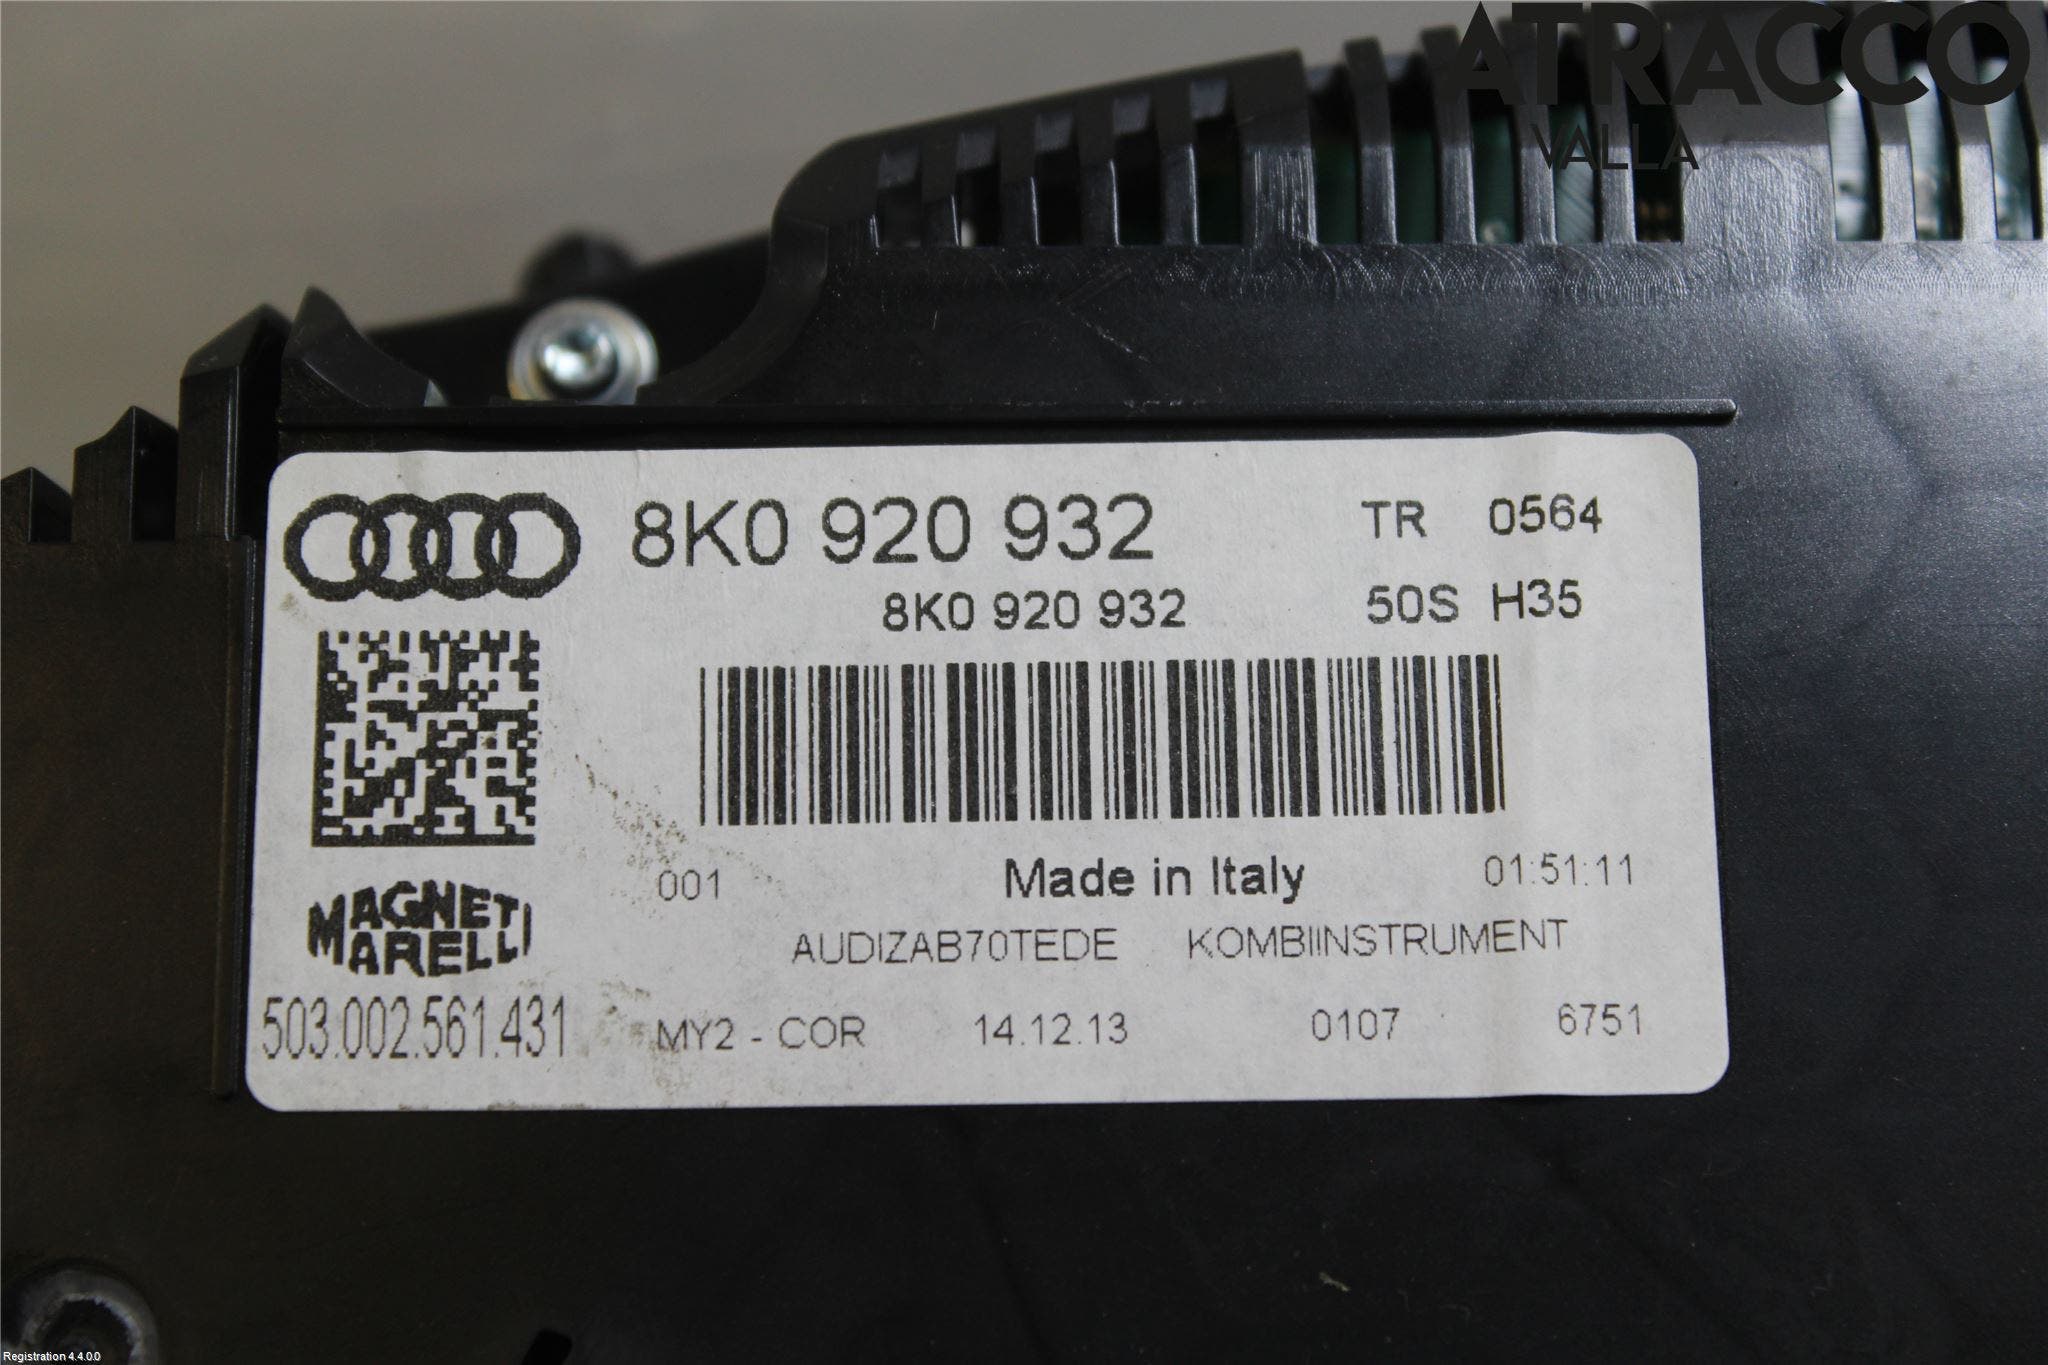 ATRACCO
VALLA
8K0 920 932 TR 0564
8K0 920 932 50S H35
001 Made in Italy 01:51:11
MAGNETI
MARELLI
AUDIZAB70TEDE KOMBIINSTRUMENT
503.002.561.431 MY2 - COR 14.12.13 0107 6751
Registration 4.4.0.0